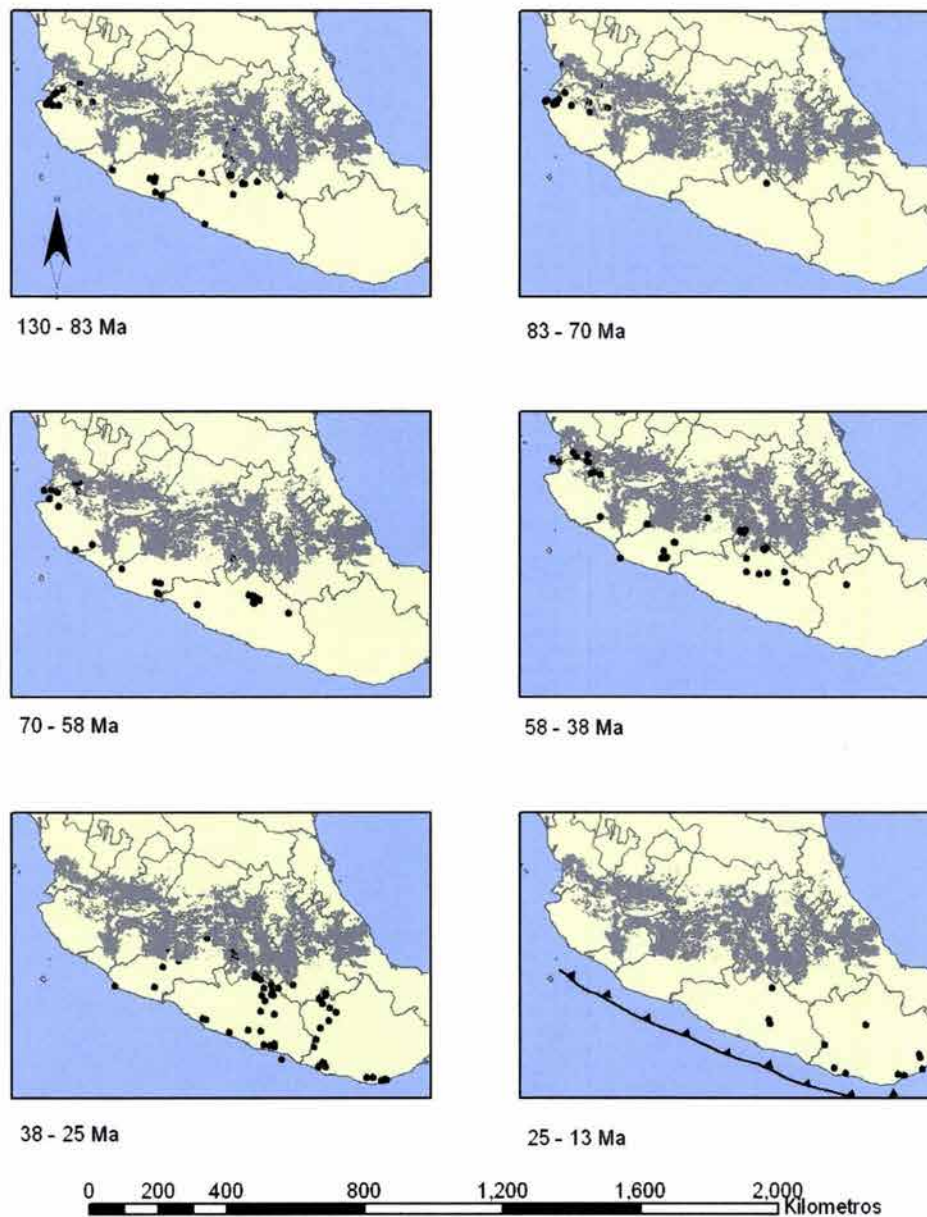 130 - 83 Ma
83 - 70 Ma
70 - 58 Ma
58 - 38 Ma
38 - 25 Ma
25 - 13 Ma
0 200 400 800 1,200 1,600 2,000
Kilometros